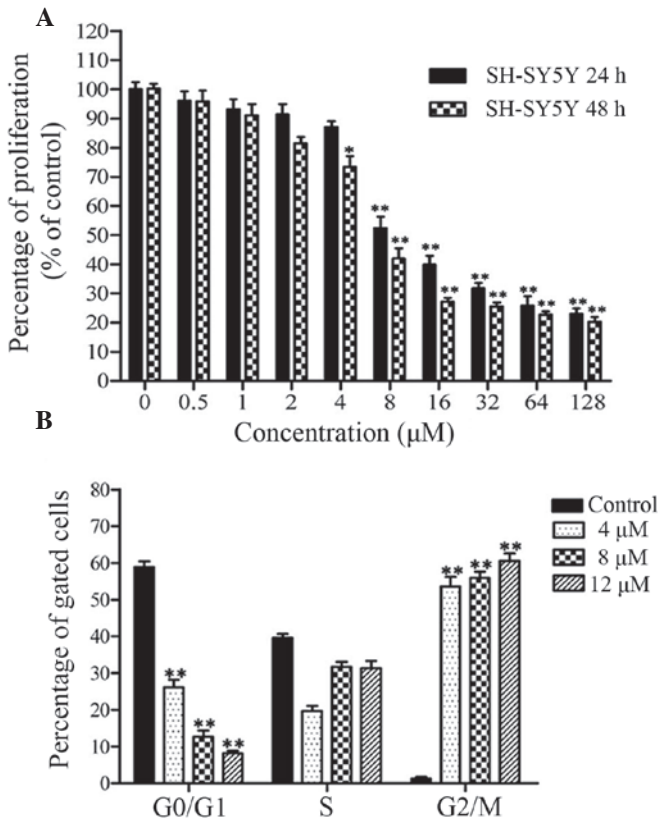 A
120
110
100
90
80
70
60
50
40
30
20
10
0
Percentage of proliferation
(% of control)
SH-SY5Y 24 h
SH-SY5Y 48 h
*
**
**
**
**
**
**
**
**
**
**
0 0.5 1 2 4 8 16 32 64 128
Concentration (μM)
B
80
70
60
50
40
30
20
10
0
Percentage of gated cells
Control
4 μM
8 μM
12 μM
**
**
**
**
**
**
G0/G1 S G2/M